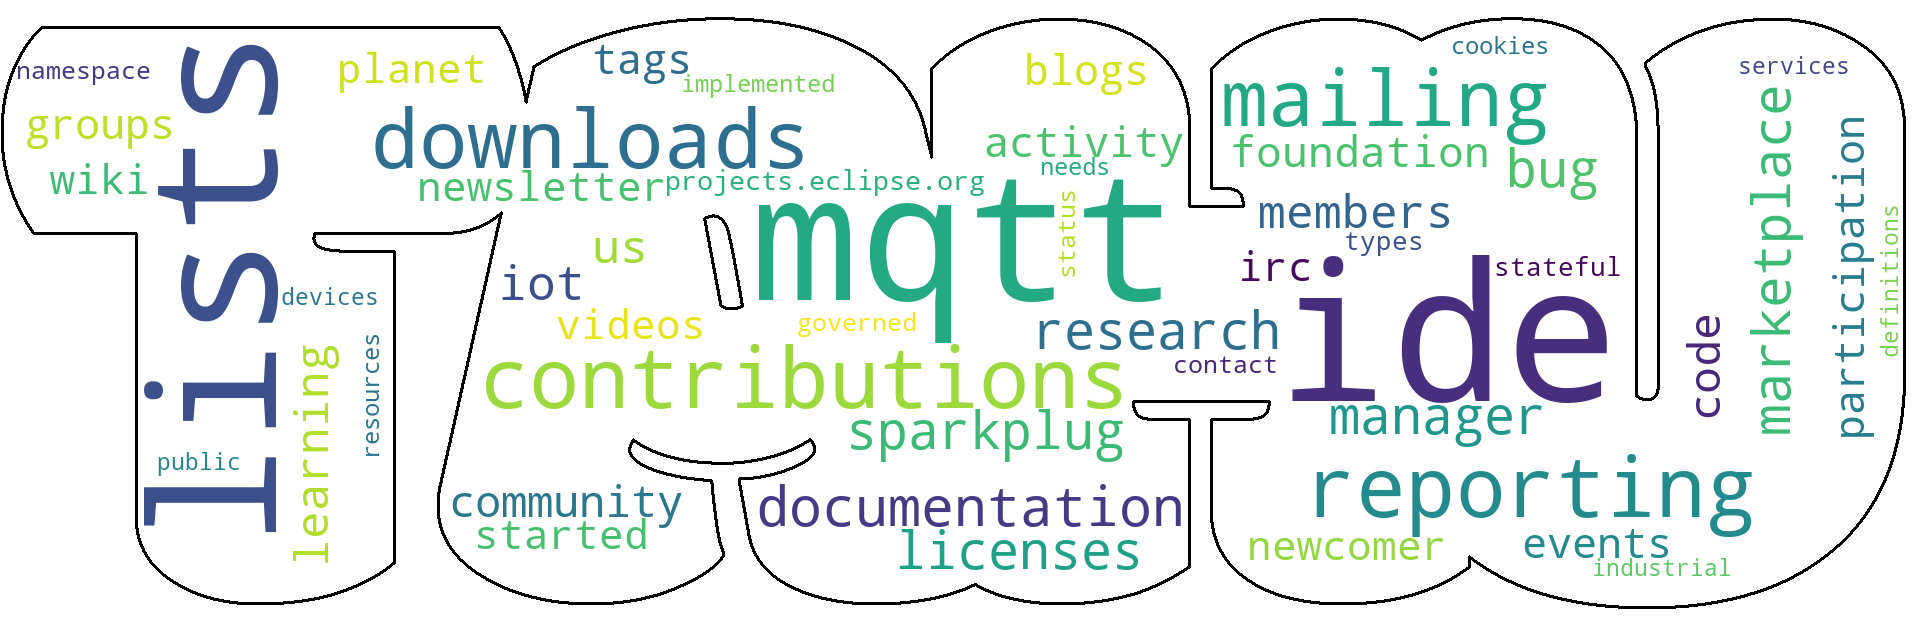 namespace
groups
wiki
lists
planet
tags
implemented
downloads
newsletter
projects.eclipse.org
blogs
activity
needs
status
mqtt
mailing
foundation
bug
cookies
services
marketplace
participation
definitions
members
types
irc
stateful
ide
us
iot
videos
governed
devices
resources
learning
public
contributions
research
contact
sparkplug
manager
code
community
started
documentation
licenses
reporting
newcomer
events
industrial